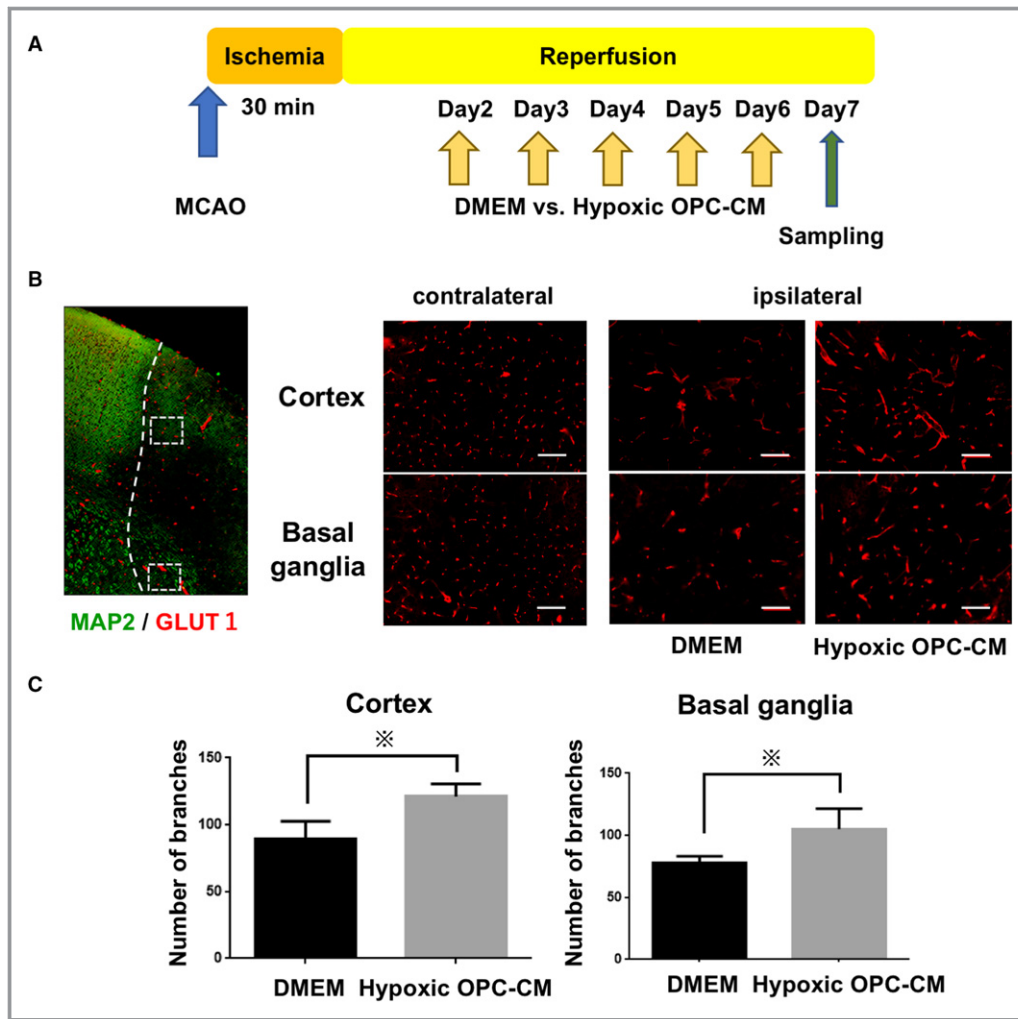 A
Ischemia
Reperfusion
30 min
Day2 Day3 Day4 Day5 Day6 Day7
MCAO
DMEM vs. Hypoxic OPC-CM
Sampling
B
contralateral
ipsilateral
Cortex
Basal
ganglia
MAP2 / GLUT 1
DMEM
Hypoxic OPC-CM
C
Cortex
※
Number of branches
150
100
50
0
DMEM
Hypoxic OPC-CM
Basal ganglia
※
Number of branches
150
100
50
0
DMEM
Hypoxic OPC-CM